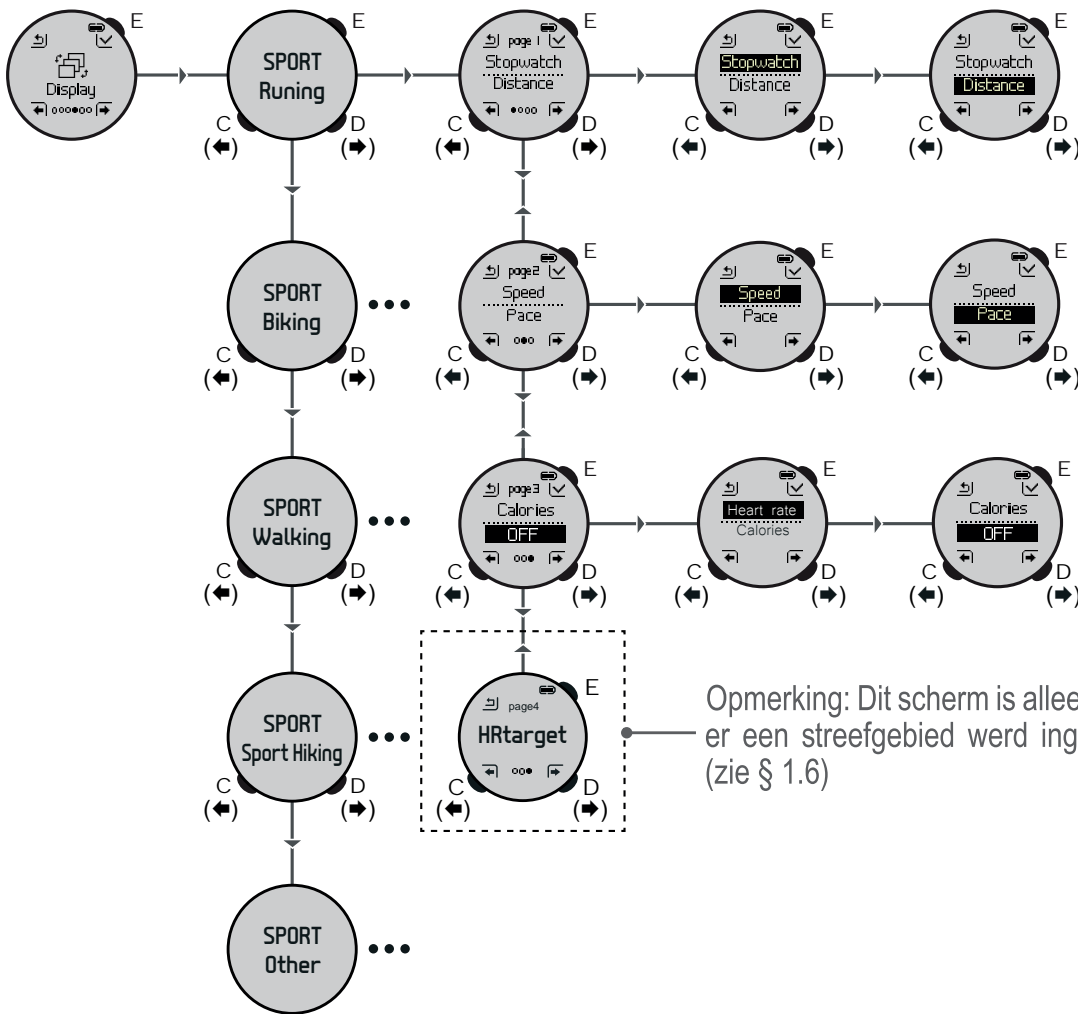 E
Display
SPORT
Runing
E
C
(⬅)
D
(➡)
page 1
Stopwatch
Distance
E
C
(⬅)
D
(➡)
Stopwatch
Distance
E
C
(⬅)
D
(➡)
Stopwatch
Distance
E
C
(⬅)
D
(➡)
SPORT
Biking
•••
C
(⬅)
D
(➡)
page2
Speed
Pace
E
C
(⬅)
D
(➡)
Speed
Pace
E
C
(⬅)
D
(➡)
Speed
Pace
E
C
(⬅)
D
(➡)
SPORT
Walking
•••
C
(⬅)
D
(➡)
page3
Calories
OFF
E
C
(⬅)
D
(➡)
Heart rate
Calories
E
C
(⬅)
D
(➡)
Calories
OFF
E
C
(⬅)
D
(➡)
SPORT
Sport Hiking
•••
C
(⬅)
D
(➡)
page4
HRtarget
E
C
(⬅)
D
(➡)
Opmerking: Dit scherm is allee
er een streefgebied werd ing
(zie § 1.6)
SPORT
Other
•••